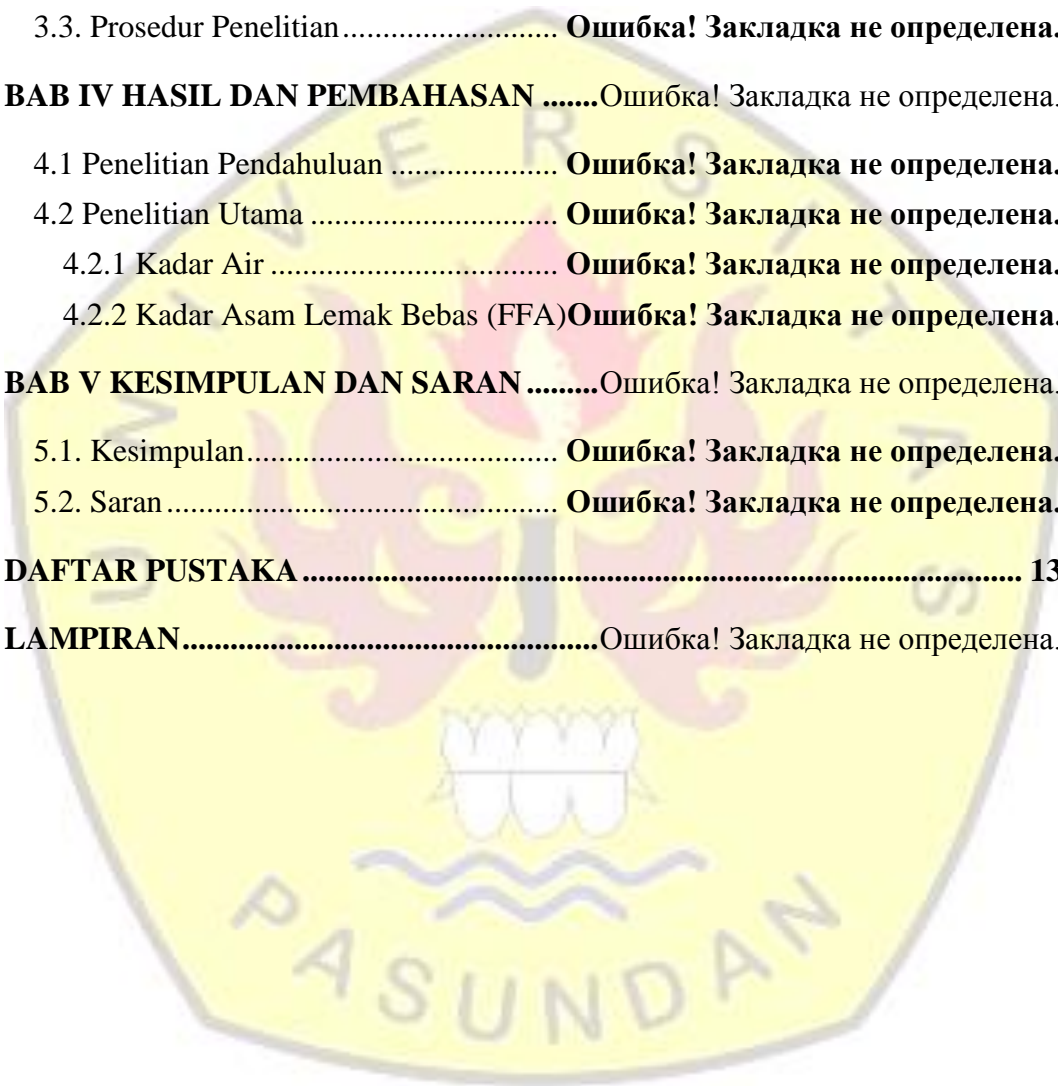 3.3. Prosedur Penelitian.......................... Ошибка! Закладка не определена.
BAB IV HASIL DAN PEMBAHASAN .......Ошибка! Закладка не определена.
4.1 Penelitian Pendahuluan .................... Ошибка! Закладка не определена.
4.2 Penelitian Utama .............................. Ошибка! Закладка не определена.
4.2.1 Kadar Air ................................... Ошибка! Закладка не определена.
4.2.2 Kadar Asam Lemak Bebas (FFA)Ошибка! Закладка не определена.
BAB V KESIMPULAN DAN SARAN .........Ошибка! Закладка не определена.
5.1. Kesimpulan...................................... Ошибка! Закладка не определена.
5.2. Saran ............................................... Ошибка! Закладка не определена.
DAFTAR PUSTAKA ....................................................................................... 13
LAMPIRAN..................................................Ошибка! Закладка не определена.
UNIVERSITAS
PASUNDAN